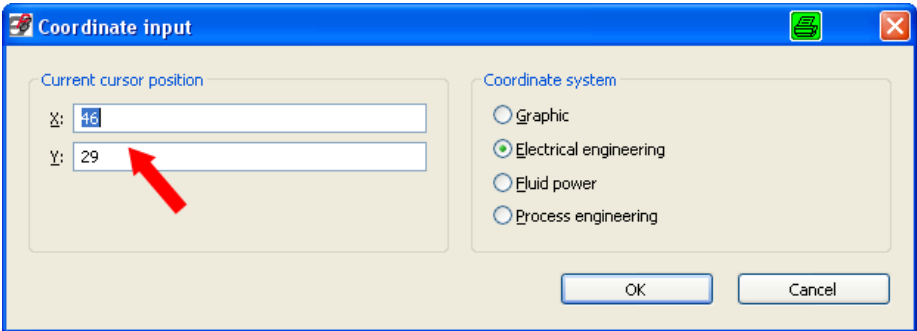 Coordinate input
Current cursor position
X: 46
Y: 29
Coordinate system
Graphic
Electrical engineering
Fluid power
Process engineering
OK
Cancel